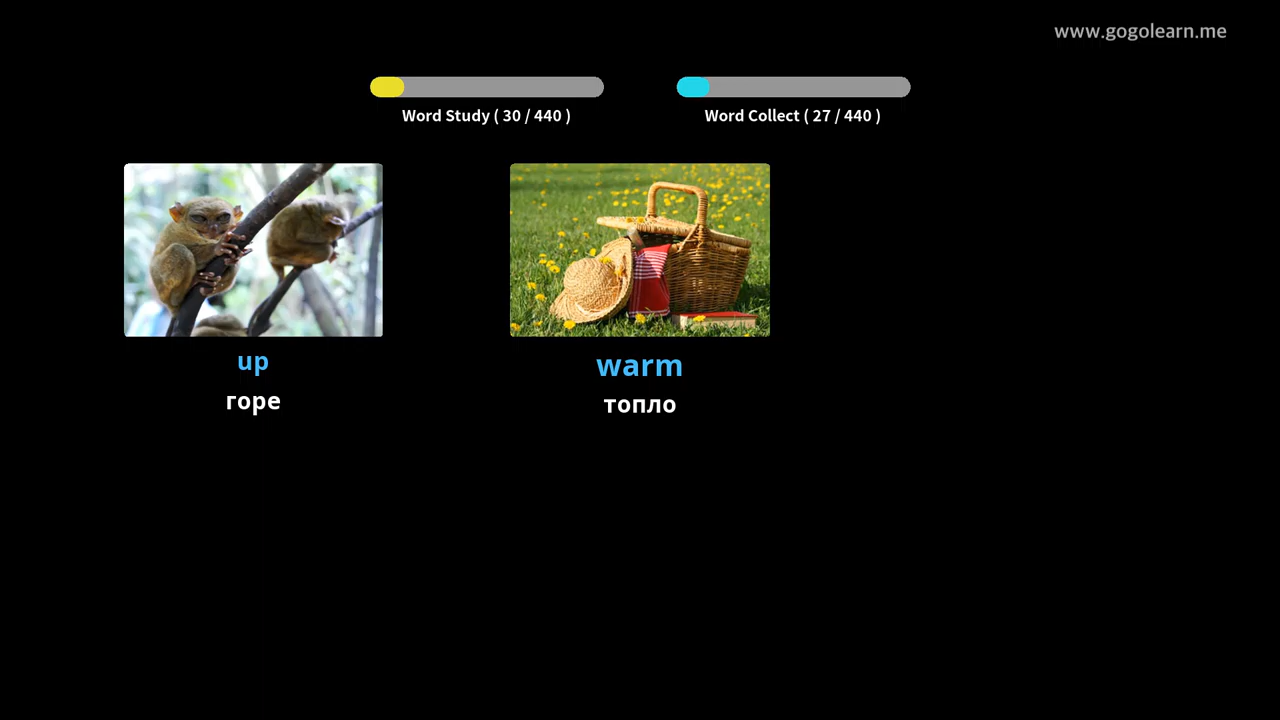 www.gogolearn.me
Word Study ( 30 / 440 )
Word Collect ( 27 / 440 )
up
горе
warm
топло